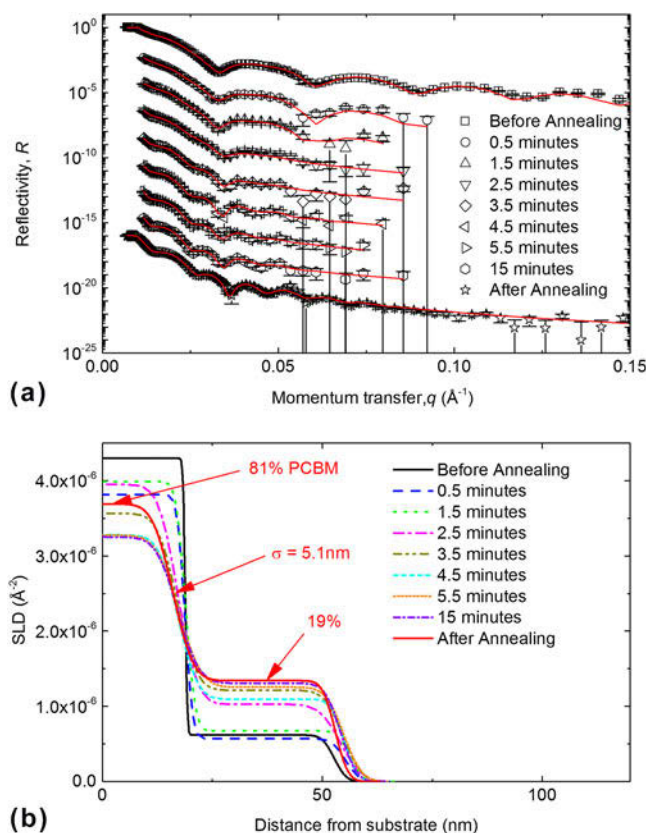 10⁰
10⁻⁵
10⁻¹⁰
10⁻¹⁵
10⁻²⁰
10⁻²⁵
Reflectivity, R
Before Annealing
0.5 minutes
1.5 minutes
2.5 minutes
3.5 minutes
4.5 minutes
5.5 minutes
15 minutes
After Annealing
0.00
0.05
0.10
0.15
(a)
Momentum transfer,q (Å⁻¹)
4.0x10⁻⁶
3.0x10⁻⁶
2.0x10⁻⁶
1.0x10⁻⁶
0.0
SLD (Å⁻²)
81% PCBM
σ = 5.1nm
19%
Before Annealing
0.5 minutes
1.5 minutes
2.5 minutes
3.5 minutes
4.5 minutes
5.5 minutes
15 minutes
After Annealing
0
50
100
(b)
Distance from substrate (nm)